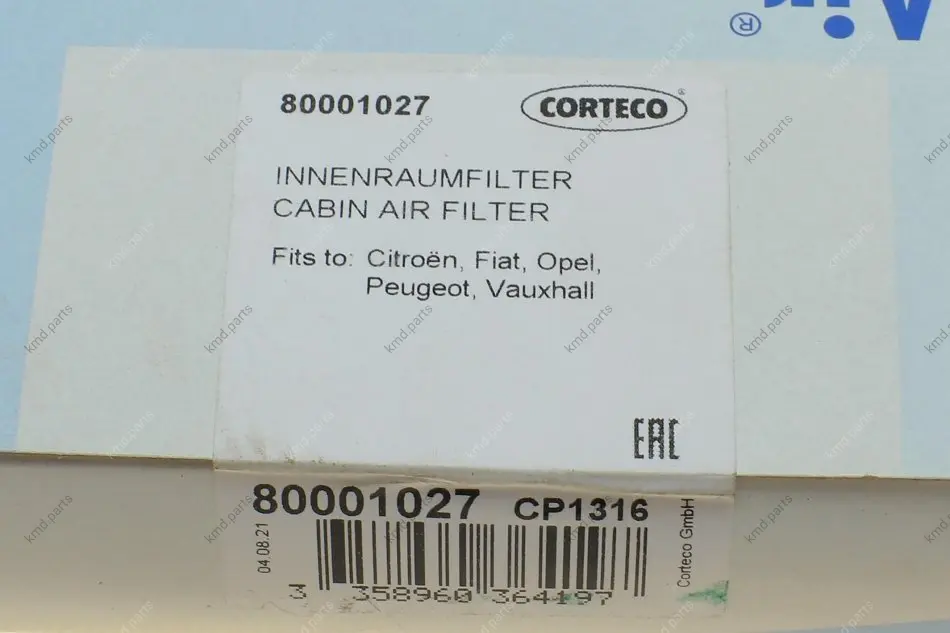 Air®
80001027
CORTECO®
INNENRAUMFILTER
CABIN AIR FILTER
Fits to: Citroën, Fiat, Opel,
Peugeot, Vauxhall
EAC
80001027 CP1316
04.08.21
Corteco GmbH
3 358960 364197
kmd.parts